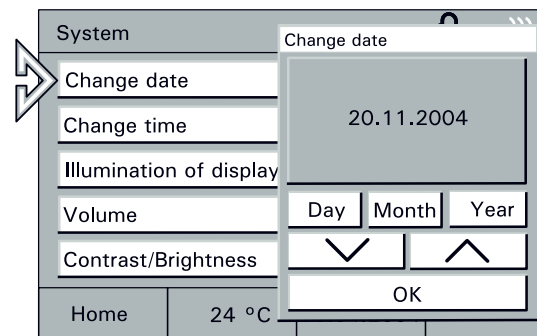 System
Change date
Change time
Illumination of display
Volume
Contrast/Brightness
Home
24 °C
Change date
20.11.2004
Day
Month
Year
OK